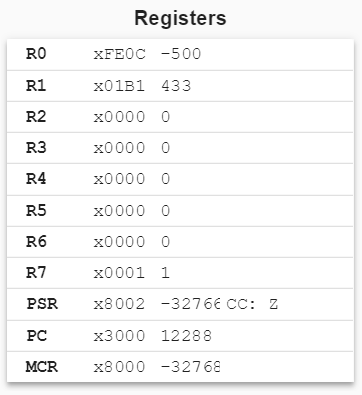 Registers
R0 xFE0C -500
R1 x01B1 433
R2 x0000 0
R3 x0000 0
R4 x0000 0
R5 x0000 0
R6 x0000 0
R7 x0001 1
PSR x8002 -32766 CC: Z
PC x3000 12288
MCR x8000 -32768